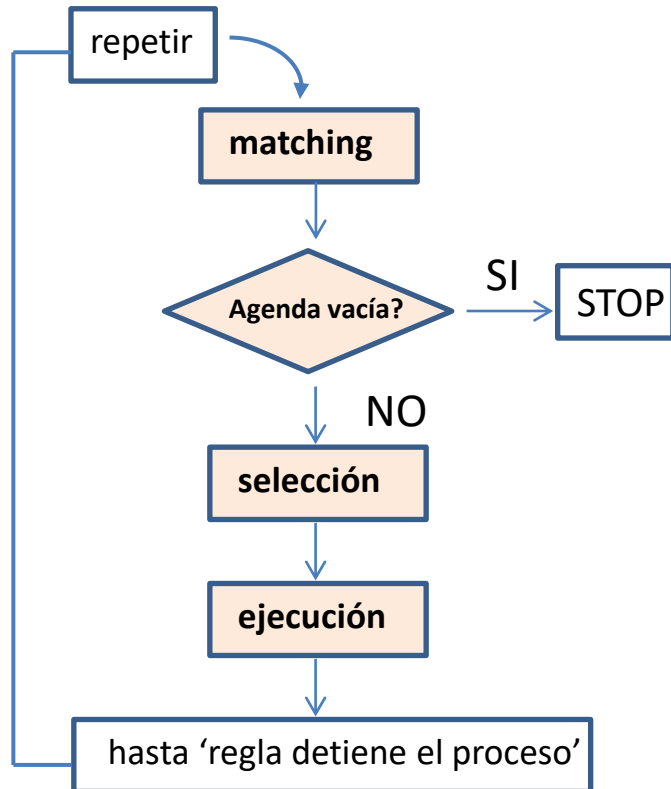 repetir
matching
Agenda vacía?
SI
STOP
NO
selección
ejecución
hasta ‘regla detiene el proceso’